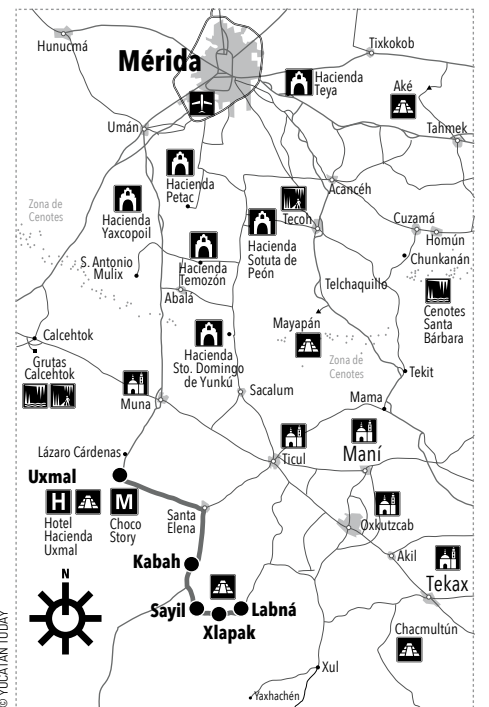 Hunucmá
Mérida
Tixkokob
Hacienda
Teya
Aké
Umán
Tahmek
Hacienda
Petac
Acancéh
Zona de
Cenotes
Hacienda
Yaxcopoil
Tecoh
Hacienda
Sotuta de
Peón
Cuzamá
Homún
Chunkanán
S. Antonio
Mulix
Hacienda
Temozón
Abalá
Telchaquillo
Cenotes
Santa
Bárbara
Calcehtok
Grutas
Calcehtok
Hacienda
Sto. Domingo
de Yunkú
Mayapán
Zona de
Cenotes
Tekit
Muna
Sacalum
Mama
Lázaro Cárdenas
Ticul
Maní
Uxmal
H
M
Hotel
Hacienda
Uxmal
Choco
Story
Santa
Elena
Oxkutzcab
Kabah
Akil
Tekax
N
Sayil
Labná
Xlapak
Chacmultún
Xul
Yaxhachén
© YUCATÁN TODAY